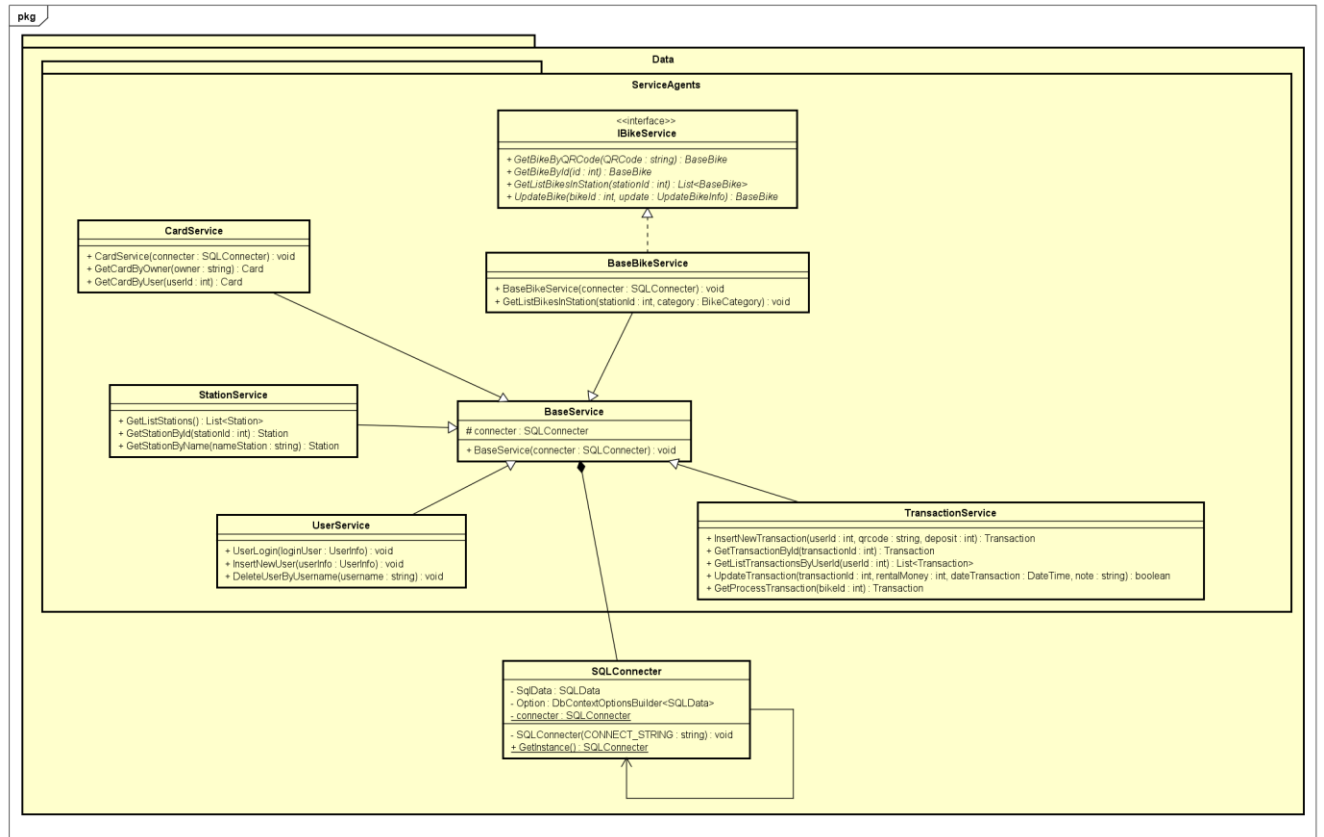 pkg
Data
ServiceAgents
<<interface>>
IBikeService
+ GetBikeByQRCode(QRCode : string) : BaseBike
+ GetBikeById(id : int) : BaseBike
+ GetListBikesInStation(stationId : int) : List<BaseBike>
+ UpdateBike(bikeId : int, update : UpdateBikeInfo) : BaseBike
CardService
+ CardService(connecter : SQLConnecter) : void
+ GetCardByOwner(owner : string) : Card
+ GetCardByUser(userId : int) : Card
BaseBikeService
+ BaseBikeService(connecter : SQLConnecter) : void
+ GetListBikesInStation(stationId : int, category : BikeCategory) : void
StationService
+ GetListStations() : List<Station>
+ GetStationById(stationId : int) : Station
+ GetStationByName(nameStation : string) : Station
BaseService
# connecter : SQLConnecter
+ BaseService(connecter : SQLConnecter) : void
UserService
+ UserLogin(loginUser : UserInfo) : void
+ InsertNewUser(userInfo : UserInfo) : void
+ DeleteUserByUsername(username : string) : void
TransactionService
+ InsertNewTransaction(userId : int, qrcode : string, deposit : int) : Transaction
+ GetTransactionById(transactionId : int) : Transaction
+ GetListTransactionsByUserId(userId : int) : List<Transaction>
+ UpdateTransaction(transactionId : int, rentalMoney : int, dateTransaction : DateTime, note : string) : boolean
+ GetProcessTransaction(bikeId : int) : Transaction
SQLConnecter
- SqlData : SQLData
- Option : DbContextOptionsBuilder<SQLData>
- connecter : SQLConnecter
- SQLConnecter(CONNECT_STRING : string) : void
+ GetInstance() : SQLConnecter